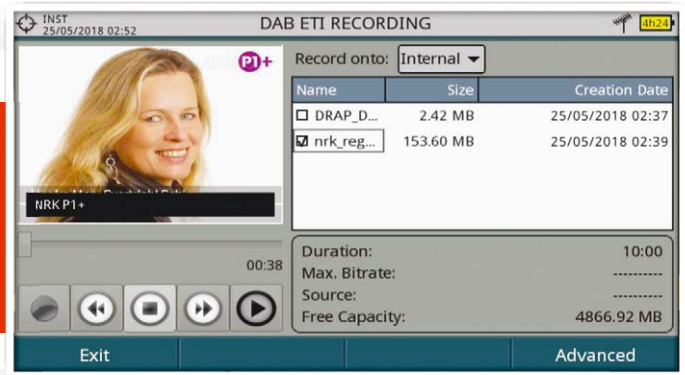 INST
25/05/2018 02:52
DAB ETI RECORDING
4h24
P1+
NRK P1+
00:38
Record onto: Internal
Name Size Creation Date
DRAP_D... 2.42 MB 25/05/2018 02:37
nrk_reg... 153.60 MB 25/05/2018 02:39
Duration: 10:00
Max. Bitrate: ----------
Source: ----------
Free Capacity: 4866.92 MB
Exit Advanced